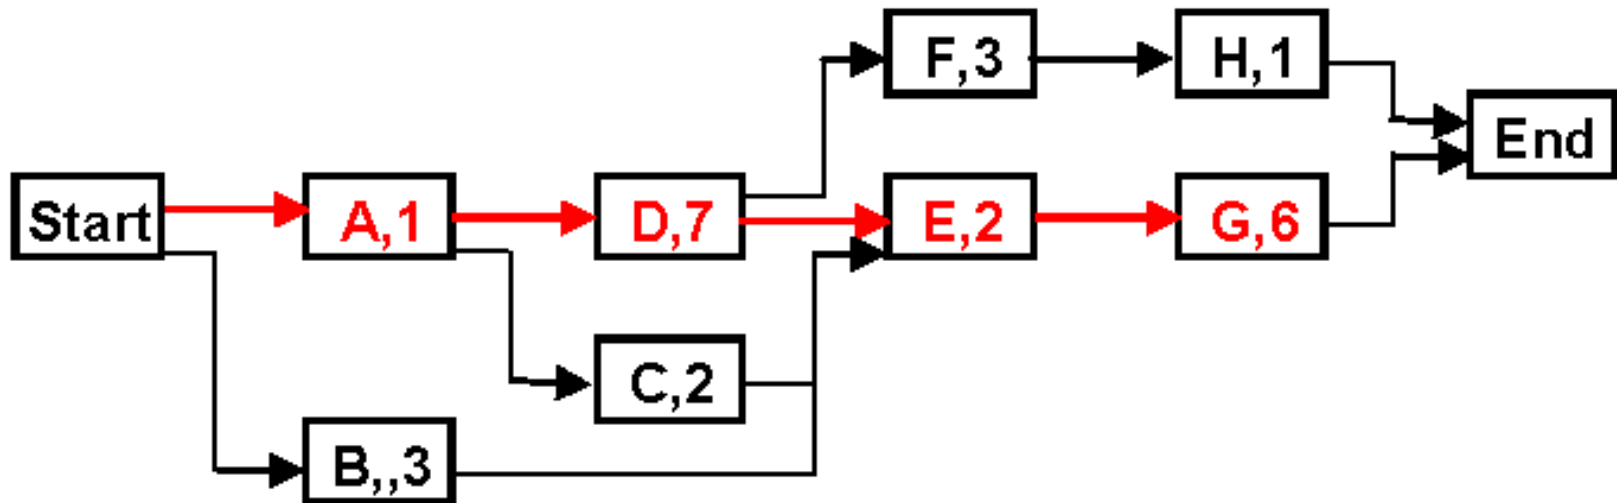 F,3
H,1
End
Start
A,1
D,7
E,2
G,6
C,2
B,,3